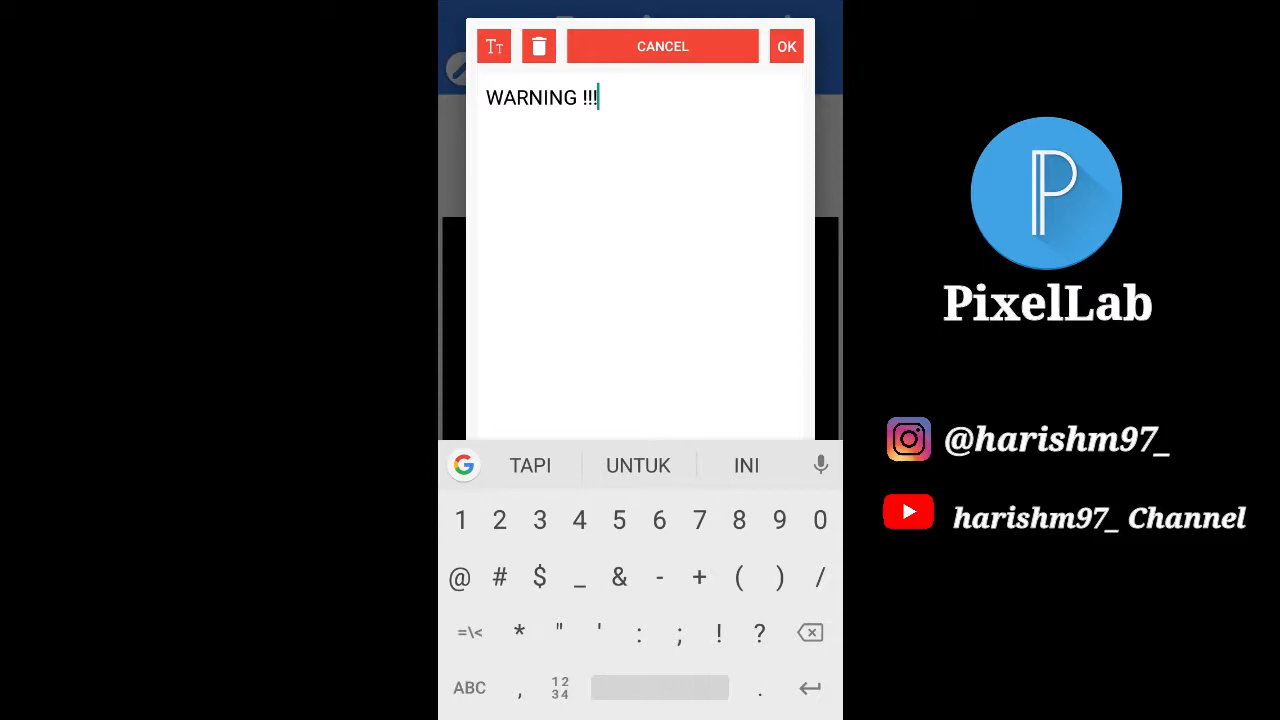 TT
CANCEL
OK
WARNING !!!
TAPI UNTUK INI
1 2 3 4 5 6 7 8 9 0
@ # $ _ & - + ( ) /
=\< * " ' : ; ! ?
ABC , 12 34 .
P
PixelLab
@harishm97_
harishm97_ Channel